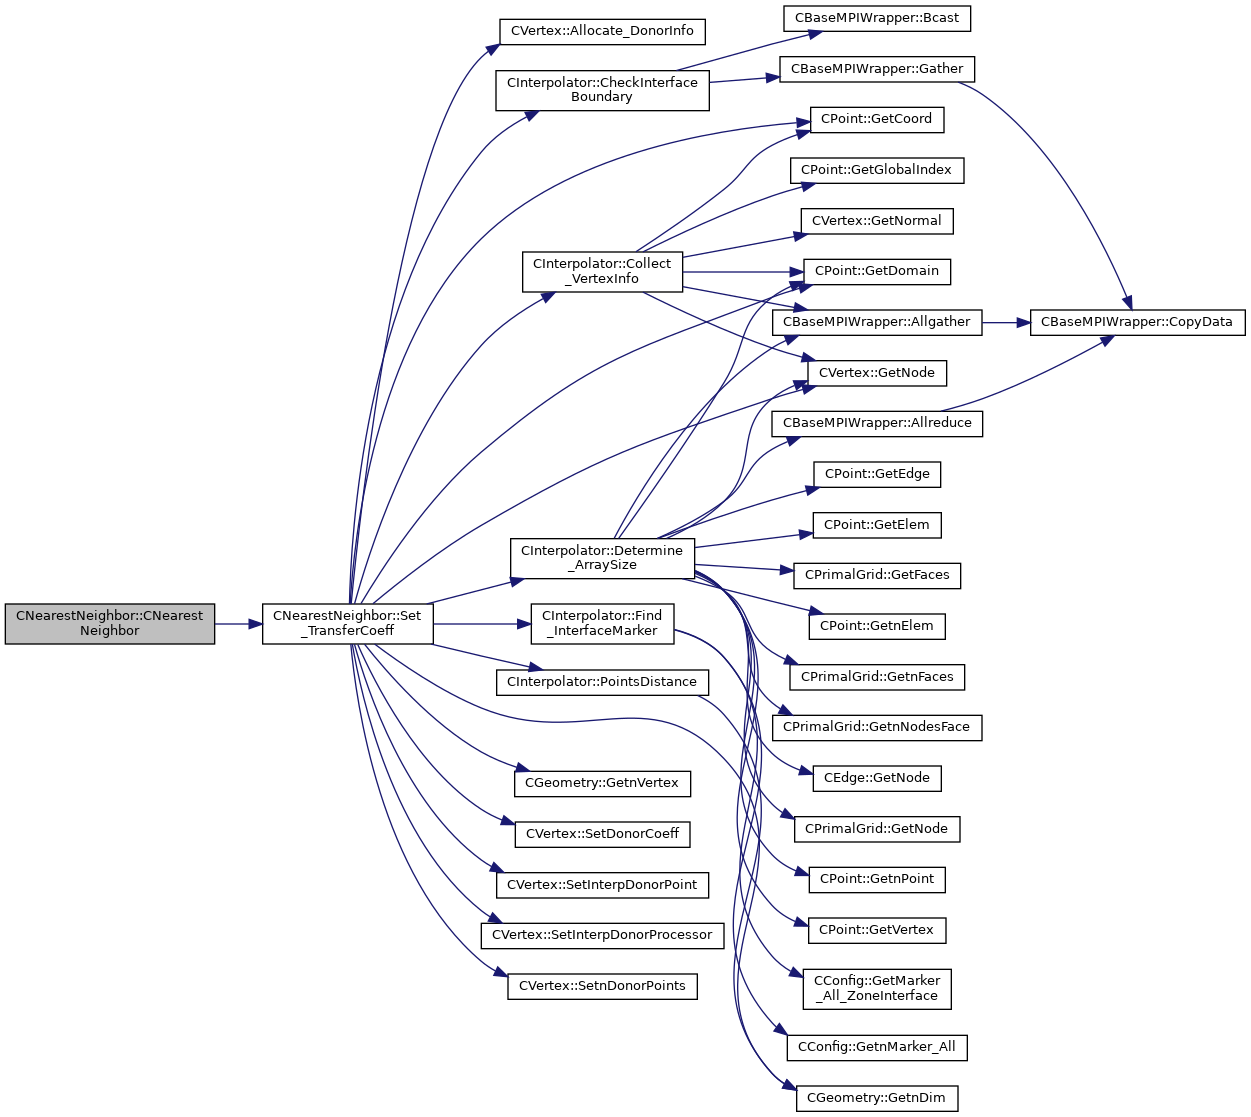 CNearestNeighbor::CNearest
Neighbor
CNearestNeighbor::Set
_TransferCoeff
CVertex::Allocate_DonorInfo
CInterpolator::CheckInterface
Boundary
CInterpolator::Collect
_VertexInfo
CInterpolator::Determine
_ArraySize
CInterpolator::Find
_InterfaceMarker
CInterpolator::PointsDistance
CGeometry::GetnVertex
CVertex::SetDonorCoeff
CVertex::SetInterpDonorPoint
CVertex::SetInterpDonorProcessor
CVertex::SetnDonorPoints
CBaseMPIWrapper::Bcast
CBaseMPIWrapper::Gather
CPoint::GetCoord
CPoint::GetGlobalIndex
CVertex::GetNormal
CPoint::GetDomain
CBaseMPIWrapper::Allgather
CVertex::GetNode
CBaseMPIWrapper::Allreduce
CPoint::GetEdge
CPoint::GetElem
CPrimalGrid::GetFaces
CPoint::GetnElem
CPrimalGrid::GetnFaces
CPrimalGrid::GetnNodesFace
CEdge::GetNode
CPrimalGrid::GetNode
CPoint::GetnPoint
CPoint::GetVertex
CConfig::GetMarker
_All_ZoneInterface
CConfig::GetnMarker_All
CGeometry::GetnDim
CBaseMPIWrapper::CopyData